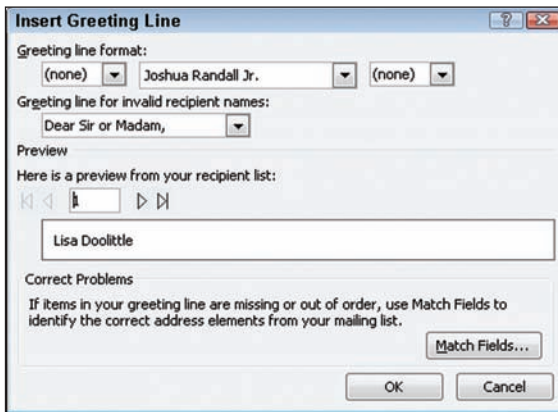 Insert Greeting Line
Greeting line format:
(none) Joshua Randall Jr. (none)
Greeting line for invalid recipient names:
Dear Sir or Madam,
Preview
Here is a preview from your recipient list:
1
Lisa Doolittle
Correct Problems
If items in your greeting line are missing or out of order, use Match Fields to
identify the correct address elements from your mailing list.
Match Fields...
OK Cancel